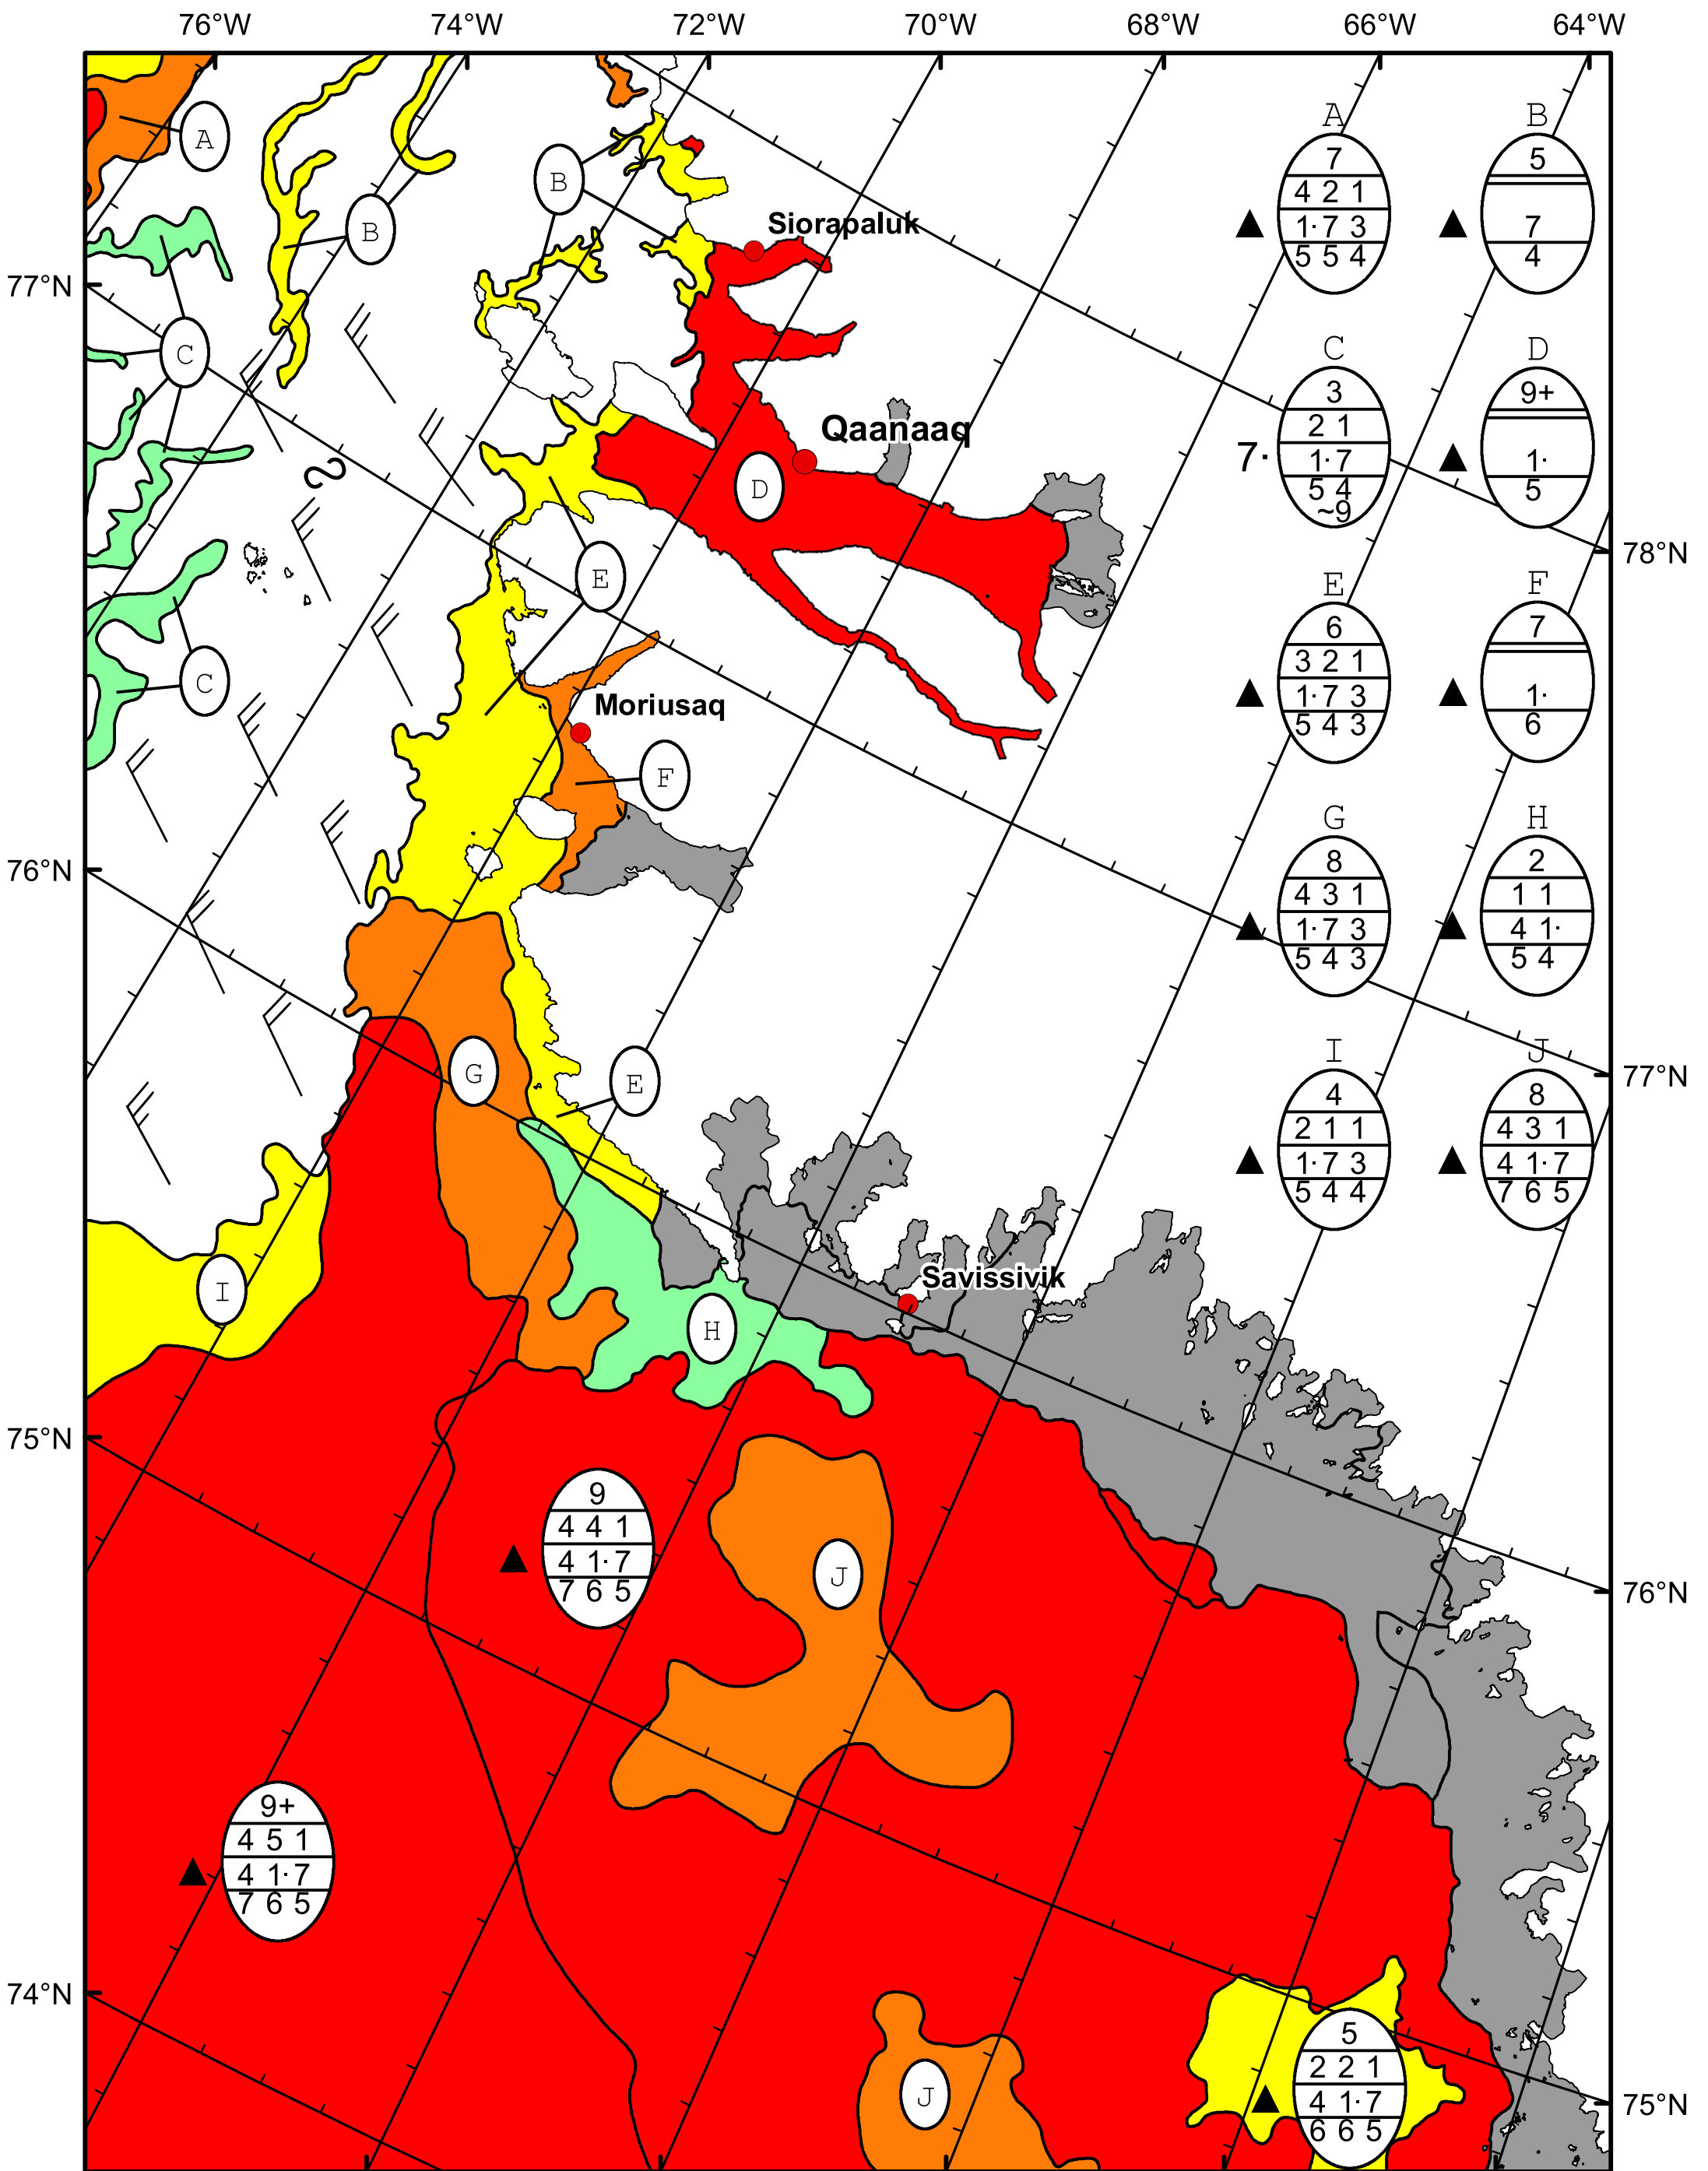 76°W 74°W 72°W 70°W 68°W 66°W 64°W
A B
A
7 5
4 2 1
B
1·7 3 7
Siorapaluk
B
5 5 4 4
77°N
C D
C
3 9+
Qaanaaq
2 1
7· 1·7 1·
D
5 4 5
~9
78°N
E
E F
6 7
3 2 1
C
1·7 3 1·
Moriusaq
5 4 3 6
F
G H
76°N
8 2
4 3 1 1 1
1·7 3 4 1·
5 4 3 5 4
I J
G
77°N
E
4 8
2 1 1 4 3 1
1·7 3 4 1·7
5 4 4 7 6 5
Savissivik
I
H
75°N
9
4 4 1
4 1·7
J
7 6 5
76°N
9+
4 5 1
4 1·7
7 6 5
74°N
5
2 2 1
J
4 1·7
75°N
6 6 5